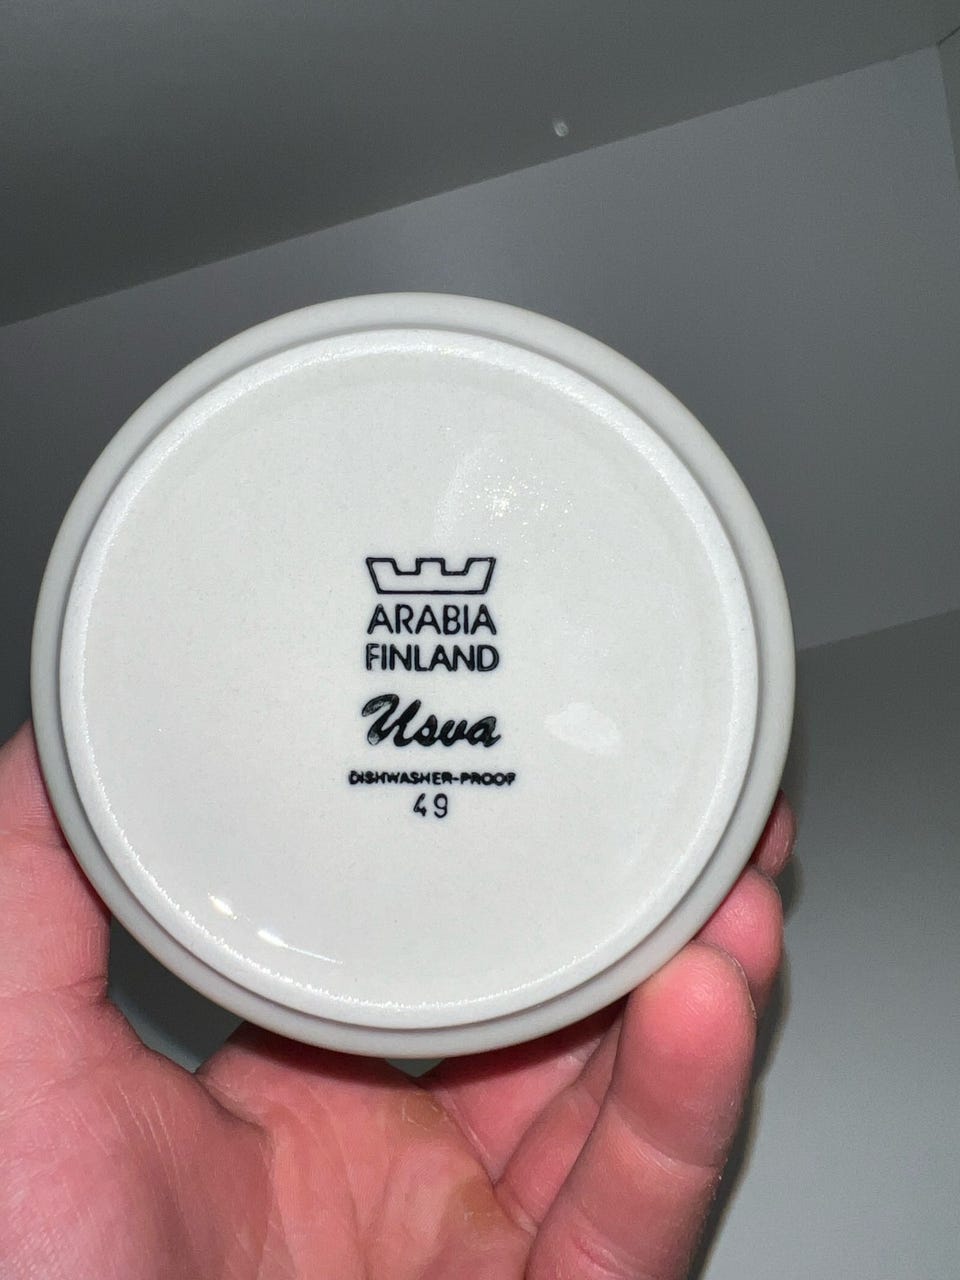 ARABIA
FINLAND
Usva
DISHWASHER-PROOF
49